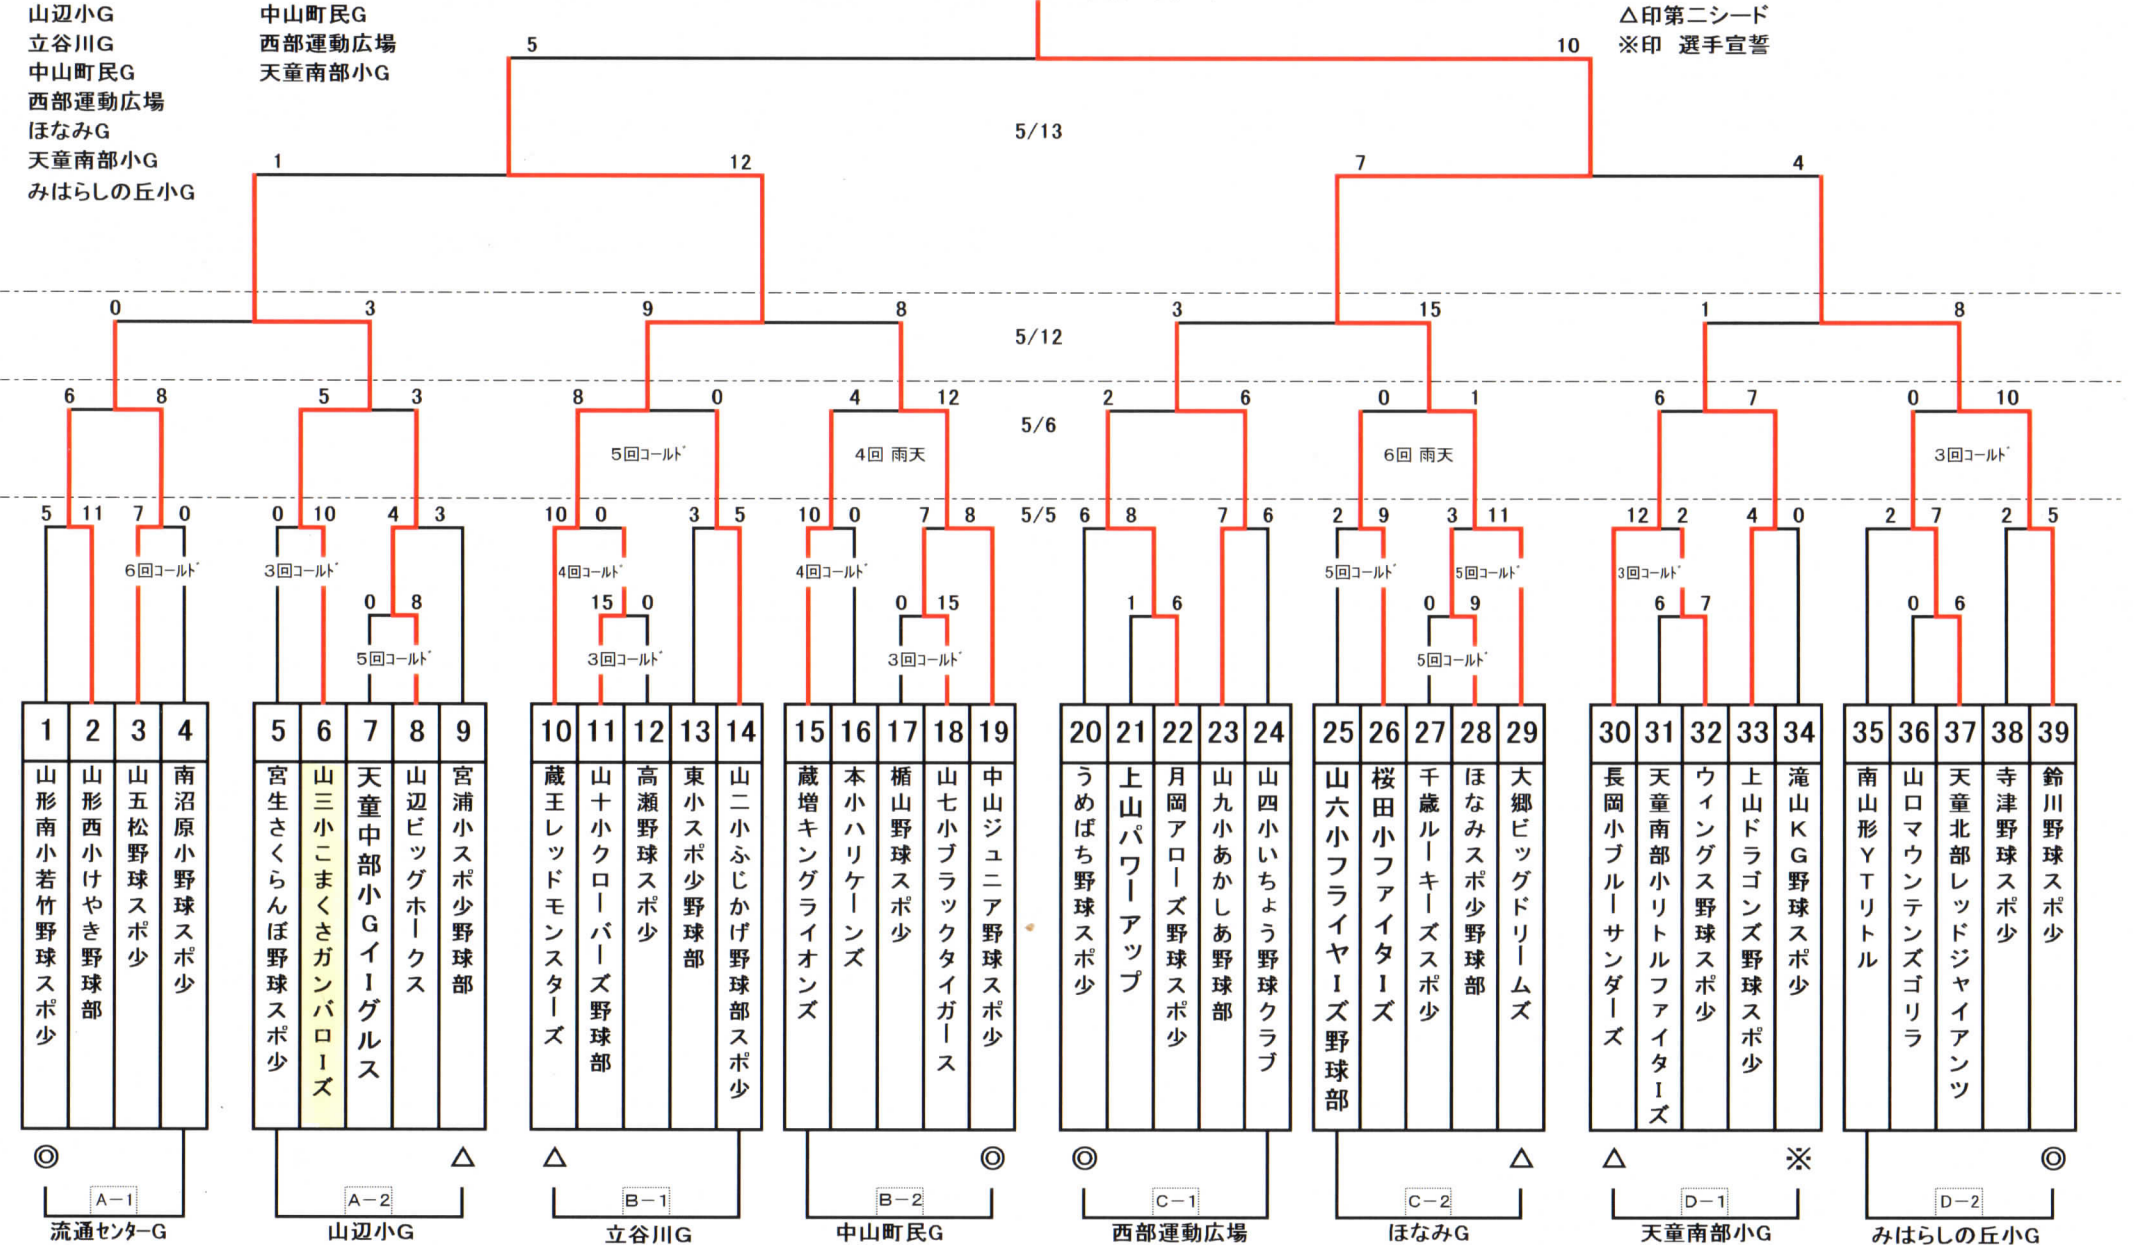 山辺小G
立谷川G
中山町民G
西部運動広場
ほなみG
天童南部小G
みはらしの丘小G
中山町民G
西部運動広場
天童南部小G
△印第二シード
※印 選手宣誓
5 10
5/13
1 12 7 4
0 3 9 8 3 15 1 8
5/12
6 8 5 3 8 0 4 12 2 6 0 1 6 7 0 10
5/6
5回コールド 4回 雨天 6回 雨天 3回コールド
5 11 7 0 0 10 4 3 10 0 3 5 10 0 7 8 5/5 6 8 7 6 2 9 3 11 12 2 4 0 2 7 2 5
6回コールド 3回コールド 4回コールド 4回コールド 5回コールド 5回コールド 3回コールド
0 8 15 0 0 15 1 6 0 9 6 7 0 6
5回コールド 3回コールド 3回コールド 5回コールド
1 2 3 4 5 6 7 8 9 10 11 12 13 14 15 16 17 18 19 20 21 22 23 24 25 26 27 28 29 30 31 32 33 34 35 36 37 38 39
山形南小若竹野球スポ少
山形西小けやき野球部
山五松野球スポ少
南沼原小野球スポ少
宮生さくらんぼ野球スポ少
山三小こまくさガンバローズ
天童中部小Gイーグルス
山辺ビッグホークス
宮浦小スポ少野球部
蔵王レッドモンスターズ
山十小クローバーズ野球部
高瀬野球スポ少
東小スポ少野球部
山二小ふじかげ野球部スポ少
蔵増キングライオンズ
本小ハリケーンズ
楯山野球スポ少
山七小ブラックタイガース
中山ジュニア野球スポ少
うめばち野球スポ少
上山パワーアップ
月岡アローズ野球スポ少
山九小あかしあ野球部
山四小いちょう野球クラブ
山六小フライヤーズ野球部
桜田小ファイターズ
千歳ルーキーズスポ少
ほなみスポ少野球部
大郷ビッグドリームズ
長岡小ブルーサンダーズ
天童南部小リトルファイターズ
ウィングス野球スポ少
上山ドラゴンズ野球スポ少
滝山KG野球スポ少
南山形YTリトル
山口マウンテンズゴリラ
天童北部レッドジャイアンツ
寺津野球スポ少
鈴川野球スポ少
◎ △ △ ◎ ◎ △ △ ※ ◎
A-1 A-2 B-1 B-2 C-1 C-2 D-1 D-2
流通センターG 山辺小G 立谷川G 中山町民G 西部運動広場 ほなみG 天童南部小G みはらしの丘小G